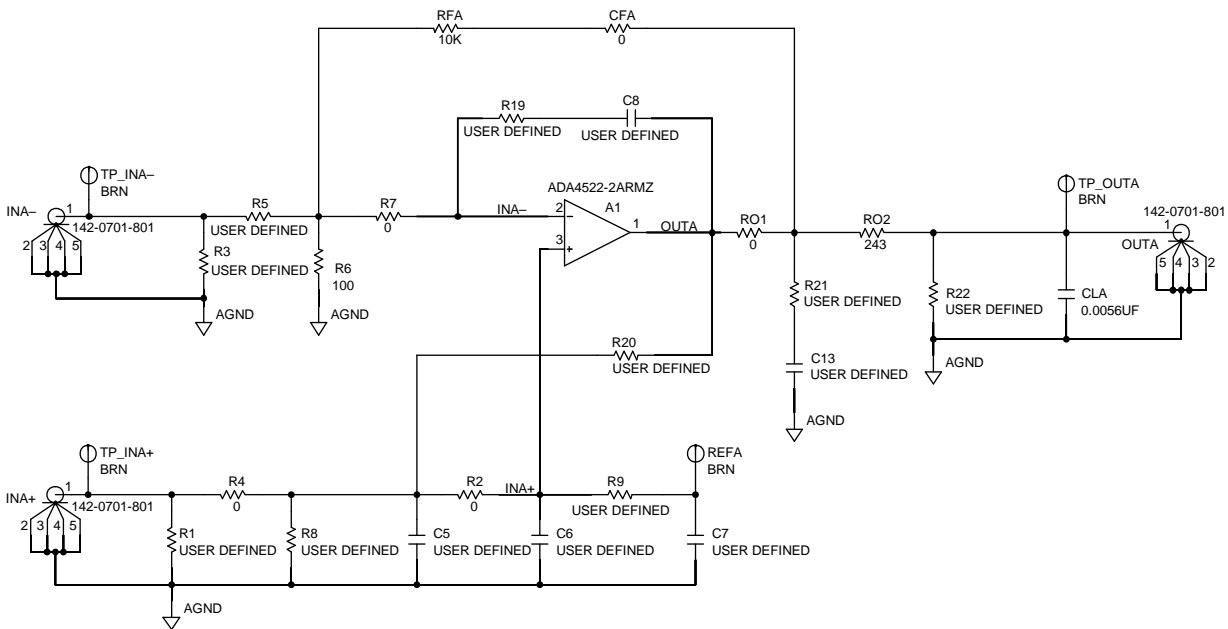 RFA
10K
CFA
0
R19
USER DEFINED
C8
USER DEFINED
TP_INA–
BRN
INA–
1
142-0701-801
2 3 4 5
R5
USER DEFINED
R3
USER DEFINED
AGND
R6
100
AGND
R7
0
INA–
ADA4522-2ARMZ
A1
2
3
1
OUTA
RO1
0
RO2
243
TP_OUTA
BRN
142-0701-801
1
OUTA
5 4 3 2
R21
USER DEFINED
R22
USER DEFINED
CLA
0.0056UF
AGND
R20
USER DEFINED
C13
USER DEFINED
AGND
TP_INA+
BRN
INA+
1
142-0701-801
2 3 4 5
R4
0
R2
0
INA+
R9
USER DEFINED
REFA
BRN
R1
USER DEFINED
R8
USER DEFINED
C5
USER DEFINED
C6
USER DEFINED
C7
USER DEFINED
AGND